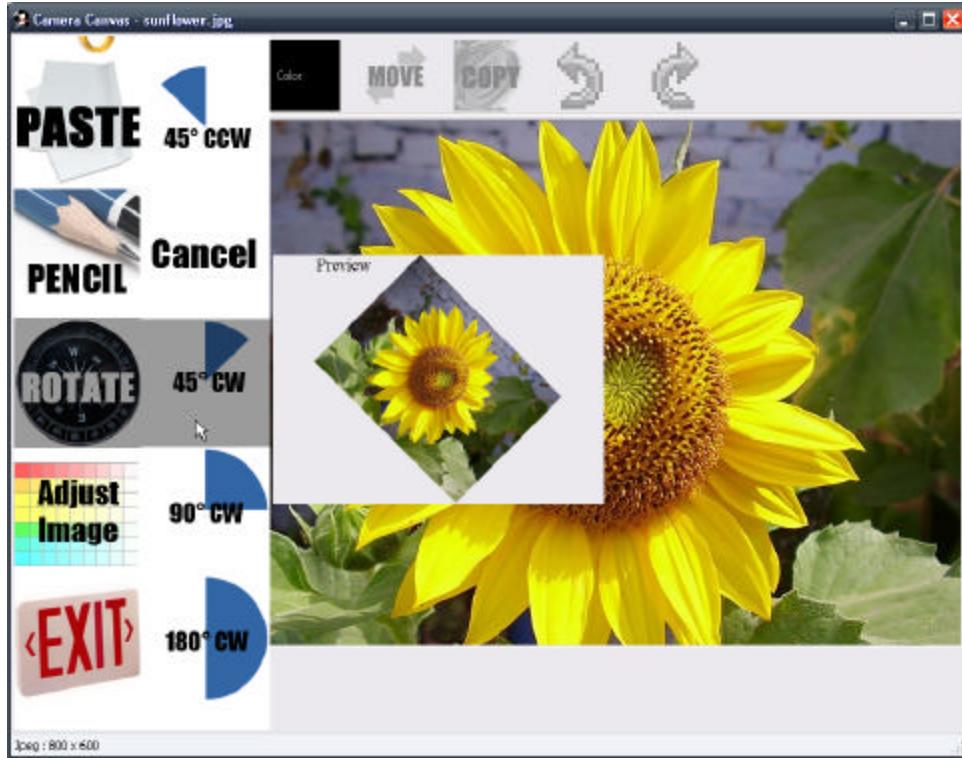 Camera Canvas - sunflower.jpg
Color
MOVE
COPY
PASTE
45° CCW
PENCIL
Cancel
Preview
W
ROTATE
45° CW
Adjust
Image
90° CW
‹EXIT›
180° CW
Jpeg : 800 x 600